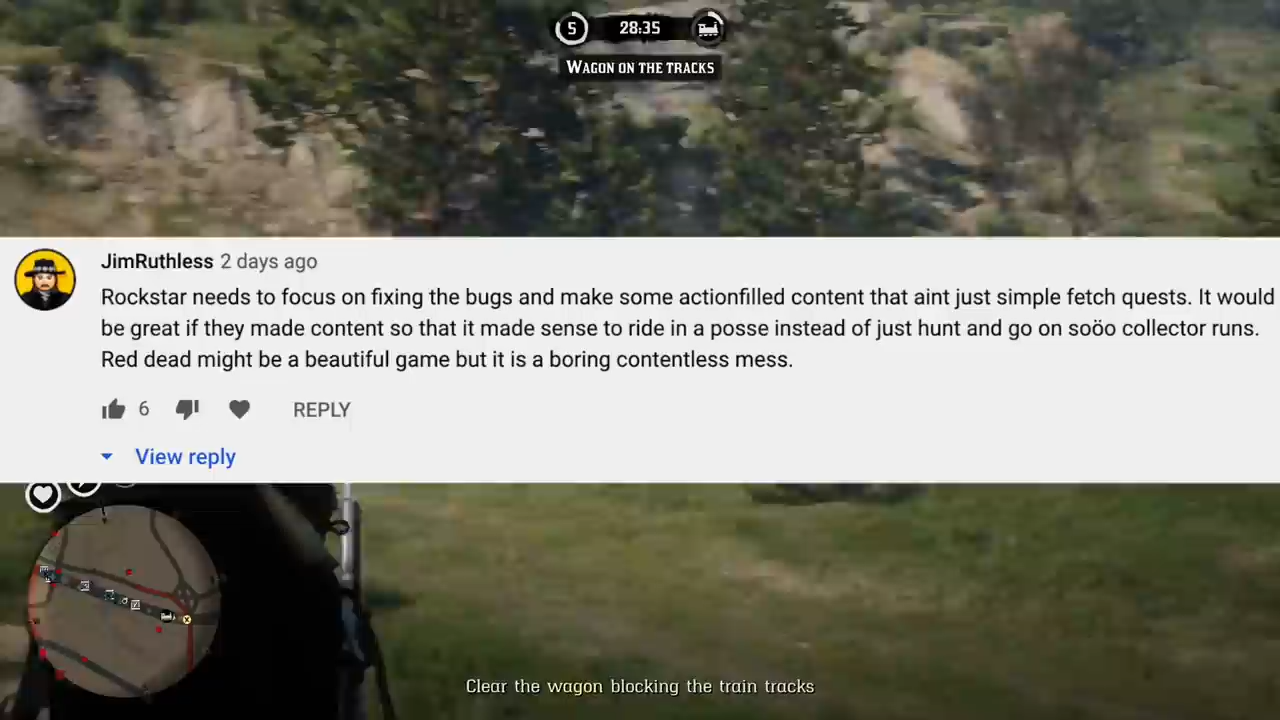 5 28:35
WAGON ON THE TRACKS
JimRuthless 2 days ago
Rockstar needs to focus on fixing the bugs and make some actionfilled content that aint just simple fetch quests. It would
be great if they made content so that it made sense to ride in a posse instead of just hunt and go on soöo collector runs.
Red dead might be a beautiful game but it is a boring contentless mess.
6 REPLY
View reply
Clear the wagon blocking the train tracks